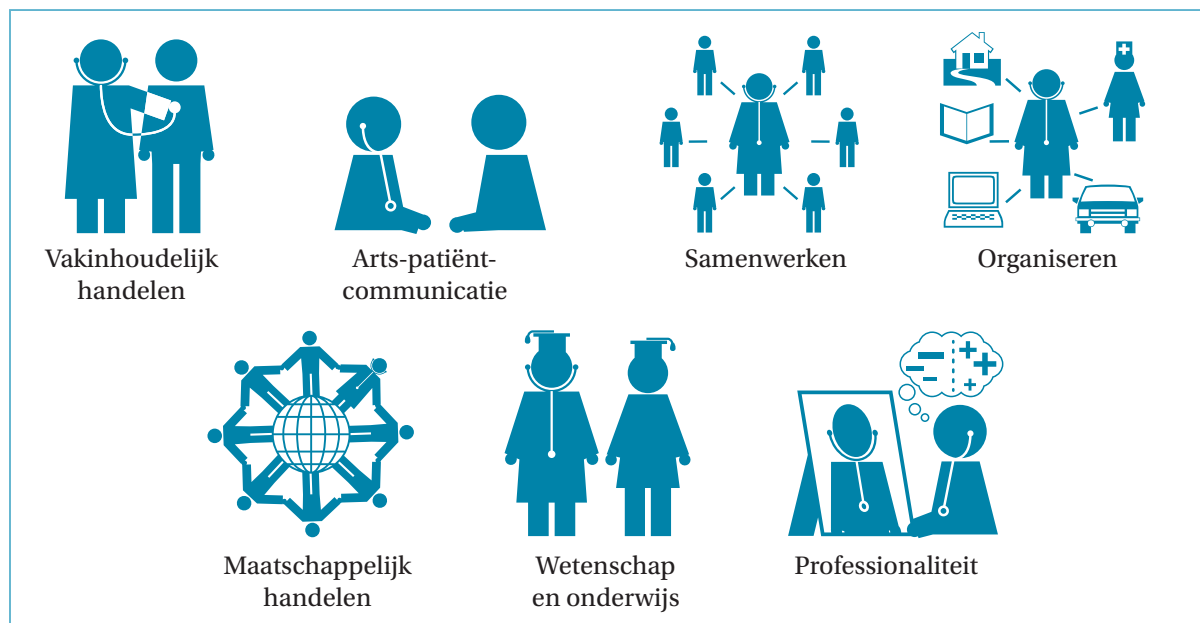 Vakinhoudelijk
handelen
Arts-patiënt-
communicatie
Samenwerken
Organiseren
Maatschappelijk
handelen
Wetenschap
en onderwijs
Professionaliteit